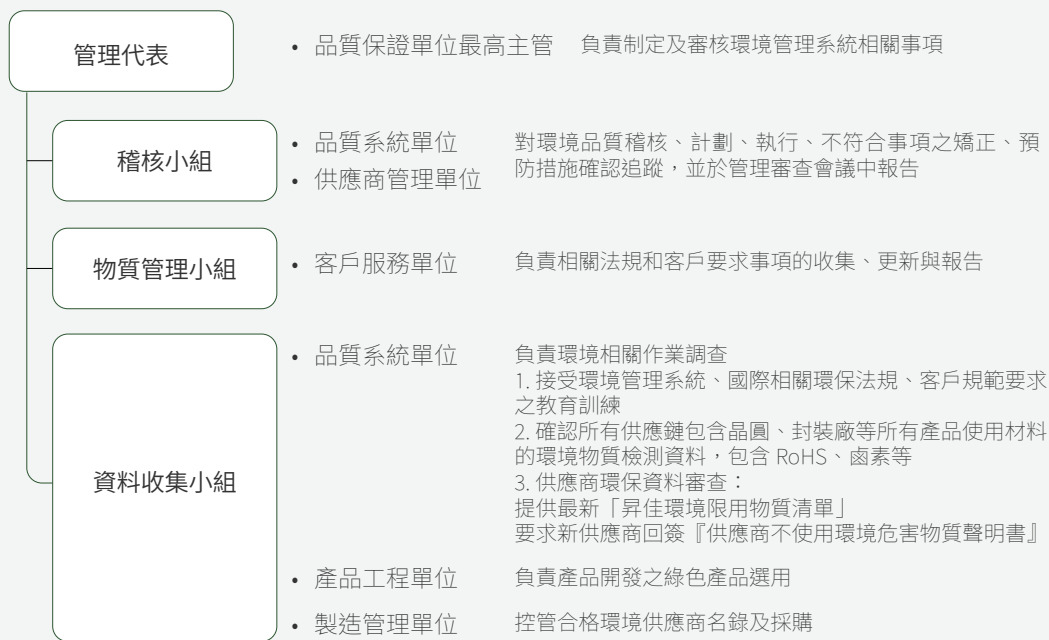 管理代表
• 品質保證單位最高主管 負責制定及審核環境管理系統相關事項
稽核小組
• 品質系統單位
• 供應商管理單位
對環境品質稽核、計劃、執行、不符合事項之矯正、預
防措施確認追蹤，並於管理審查會議中報告
物質管理小組
• 客戶服務單位 負責相關法規和客戶要求事項的收集、更新與報告
資料收集小組
• 品質系統單位 負責環境相關作業調查
1. 接受環境管理系統、國際相關環保法規、客戶規範要求
之教育訓練
2. 確認所有供應鏈包含晶圓、封裝廠等所有產品使用材料
的環境物質檢測資料，包含 RoHS、鹵素等
3. 供應商環保資料審查：
提供最新「昇佳環境限用物質清單」
要求新供應商回簽『供應商不使用環境危害物質聲明書』
• 產品工程單位 負責產品開發之綠色產品選用
• 製造管理單位 控管合格環境供應商名錄及採購